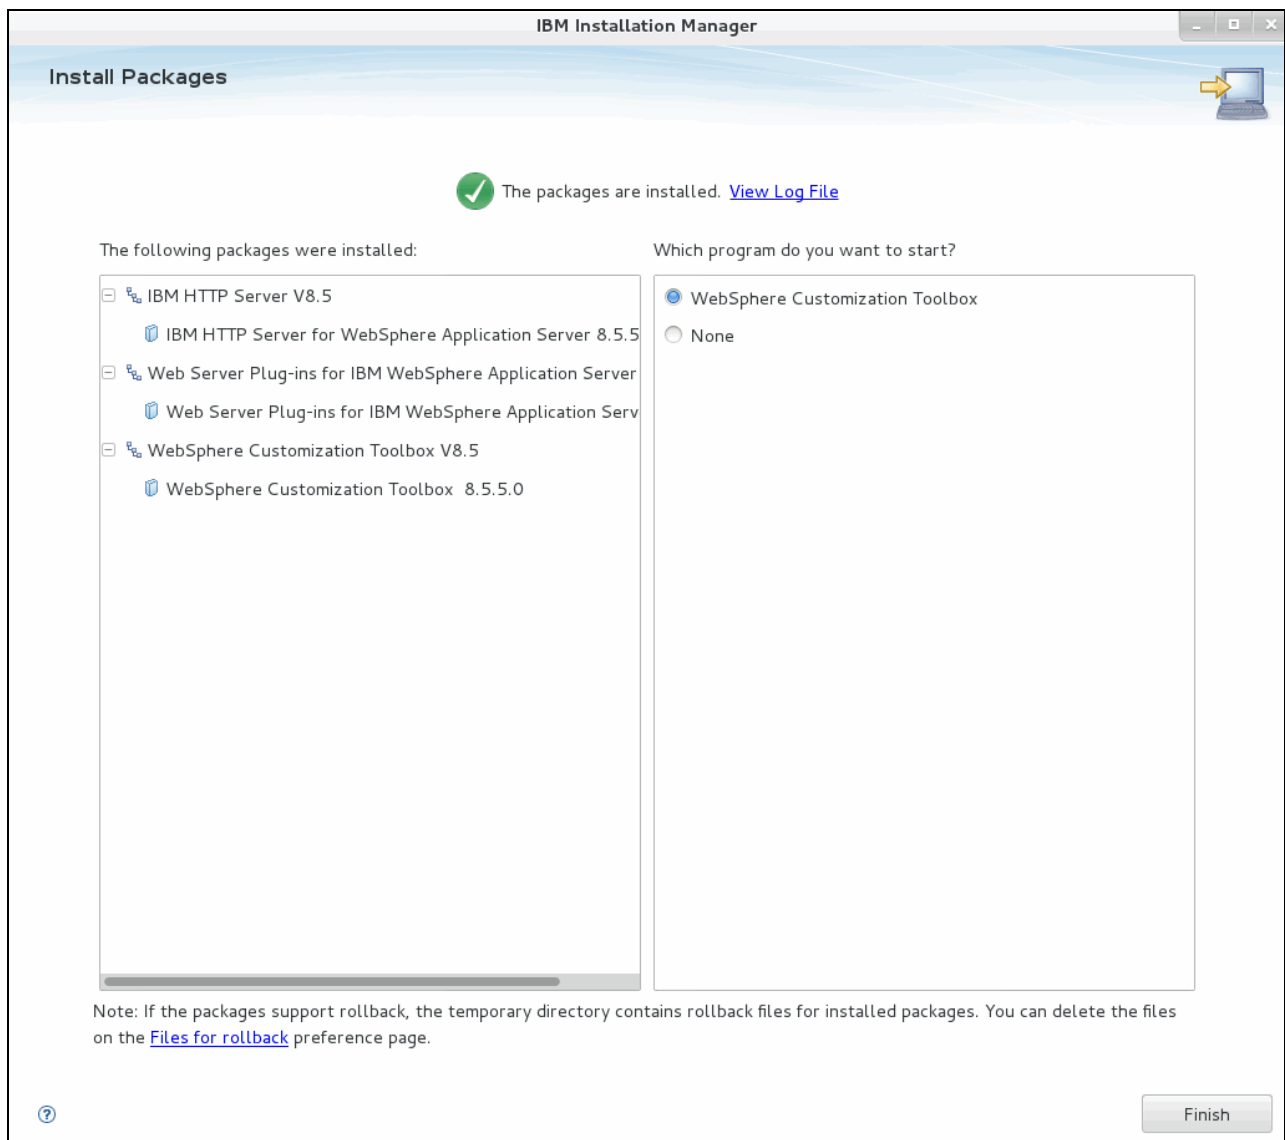 IBM Installation Manager
Install Packages
The packages are installed. View Log File
The following packages were installed:
IBM HTTP Server V8.5
IBM HTTP Server for WebSphere Application Server 8.5.5
Web Server Plug-ins for IBM WebSphere Application Server
Web Server Plug-ins for IBM WebSphere Application Serv
WebSphere Customization Toolbox V8.5
WebSphere Customization Toolbox 8.5.5.0
Which program do you want to start?
WebSphere Customization Toolbox
None
Note: If the packages support rollback, the temporary directory contains rollback files for installed packages. You can delete the files
on the Files for rollback preference page.
?
Finish